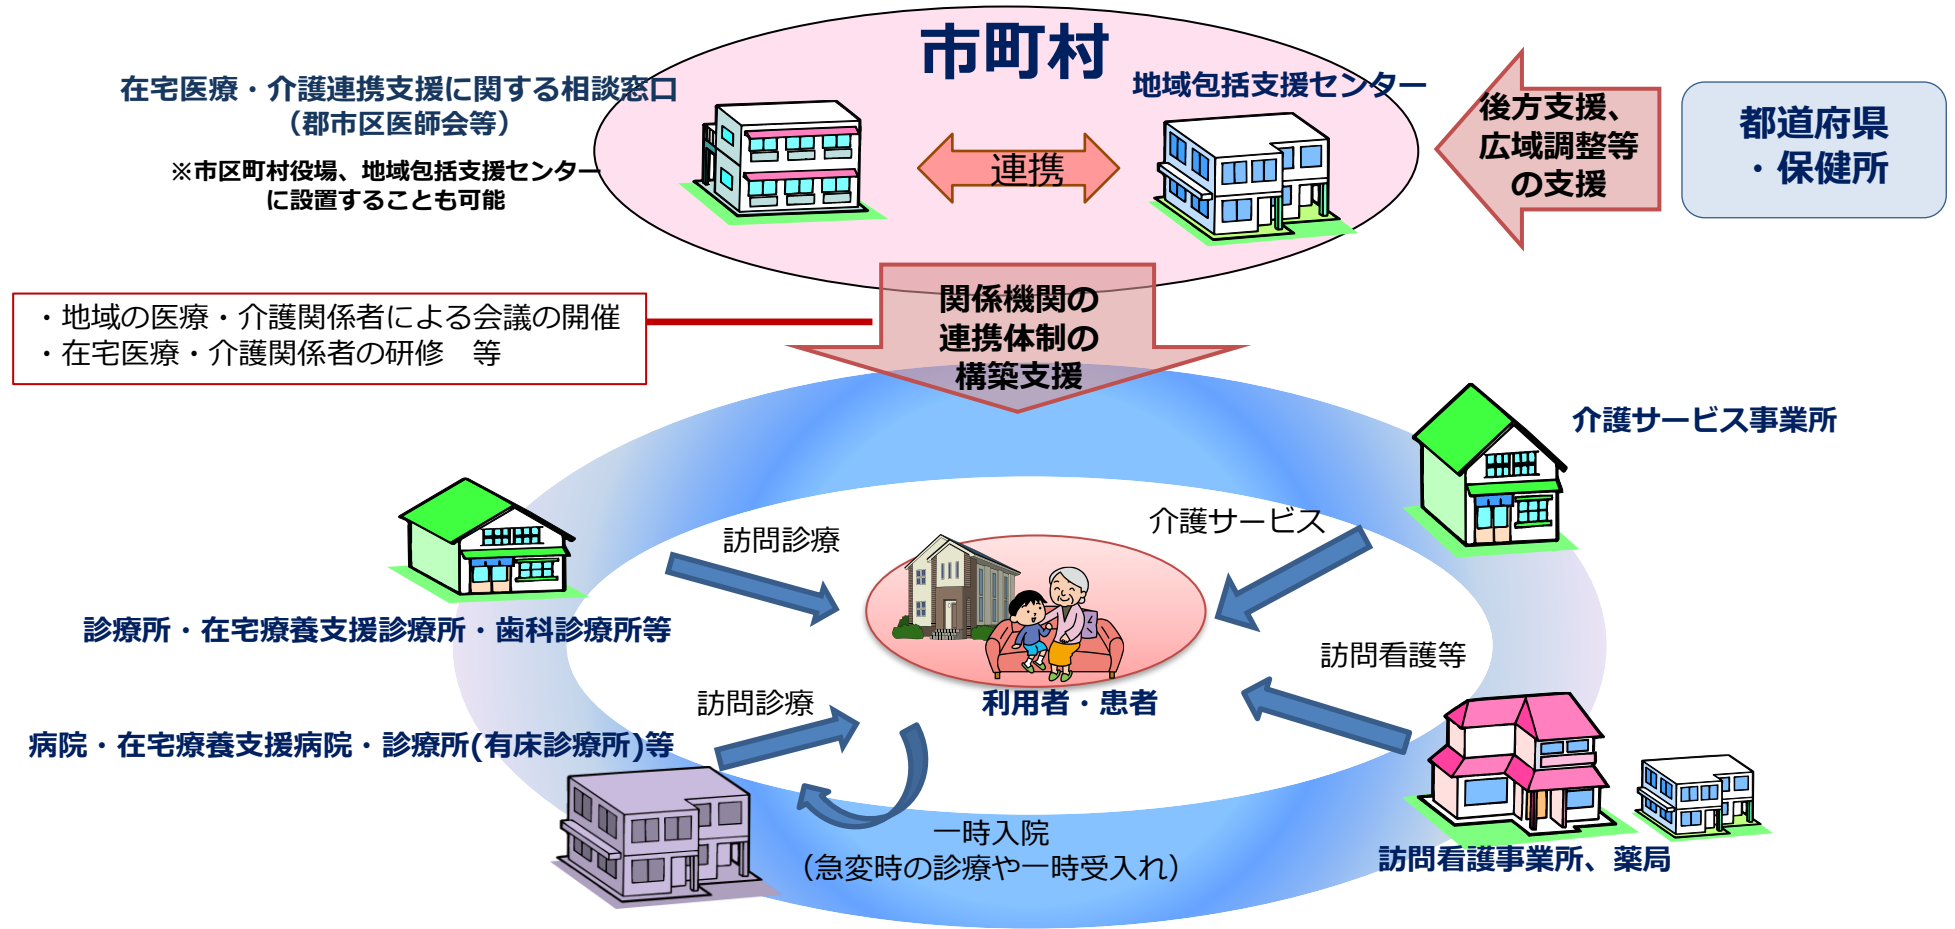 市町村
在宅医療・介護連携支援に関する相談窓口
（郡市区医師会等）
※市区町村役場、地域包括支援センター
に設置することも可能
地域包括支援センター
連携
後方支援、
広域調整等
の支援
都道府県
・保健所
・地域の医療・介護関係者による会議の開催
・在宅医療・介護関係者の研修　等
関係機関の
連携体制の
構築支援
介護サービス事業所
訪問診療
介護サービス
診療所・在宅療養支援診療所・歯科診療所等
訪問看護等
利用者・患者
訪問診療
病院・在宅療養支援病院・診療所(有床診療所)等
一時入院
（急変時の診療や一時受入れ）
訪問看護事業所、薬局